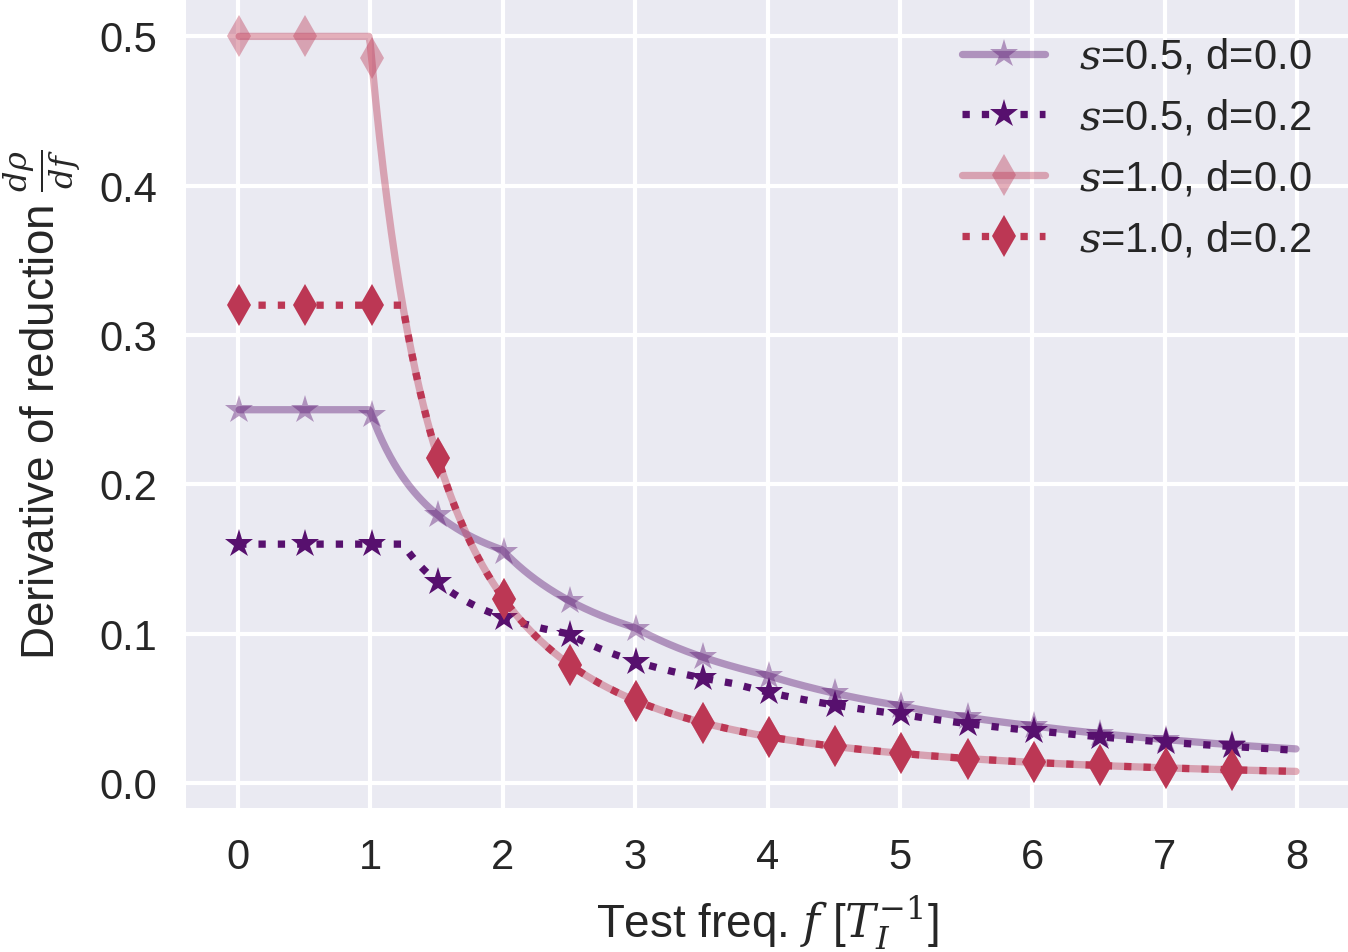 Derivative of reduction dρ/df
0.5
0.4
0.3
0.2
0.1
0.0
s=0.5, d=0.0
s=0.5, d=0.2
s=1.0, d=0.0
s=1.0, d=0.2
0 1 2 3 4 5 6 7 8
Test freq. f [T_I^{-1}]